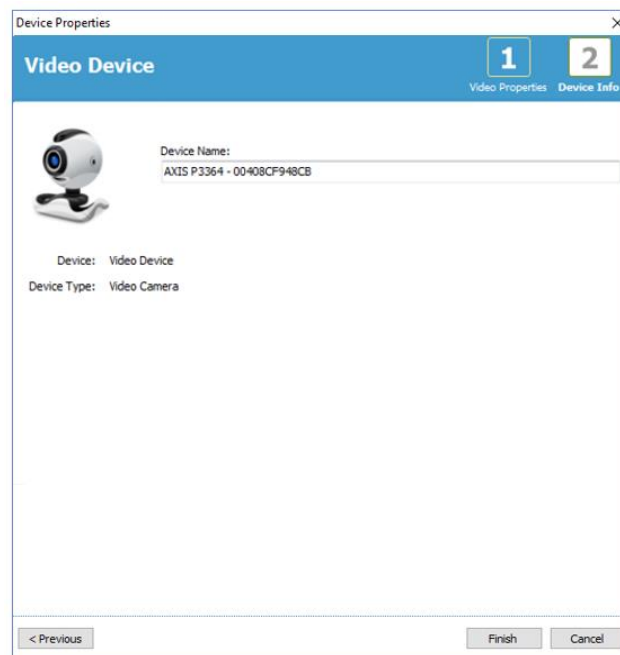 Device Properties
Video Device
1
2
Video Properties
Device Info
Device Name:
AXIS P3364 - 00408CF948CB
Device: Video Device
Device Type: Video Camera
< Previous
Finish
Cancel